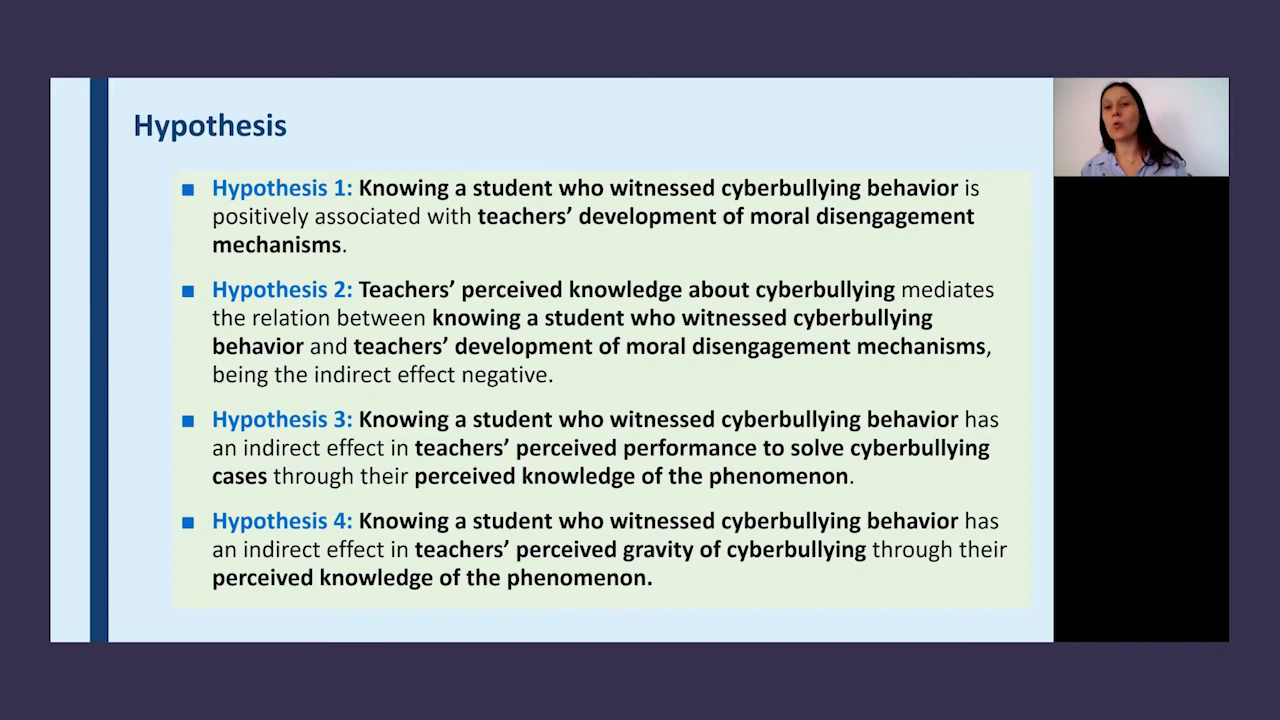 Hypothesis
▪ Hypothesis 1: Knowing a student who witnessed cyberbullying behavior is
positively associated with teachers’ development of moral disengagement
mechanisms.
▪ Hypothesis 2: Teachers’ perceived knowledge about cyberbullying mediates
the relation between knowing a student who witnessed cyberbullying
behavior and teachers’ development of moral disengagement mechanisms,
being the indirect effect negative.
▪ Hypothesis 3: Knowing a student who witnessed cyberbullying behavior has
an indirect effect in teachers’ perceived performance to solve cyberbullying
cases through their perceived knowledge of the phenomenon.
▪ Hypothesis 4: Knowing a student who witnessed cyberbullying behavior has
an indirect effect in teachers’ perceived gravity of cyberbullying through their
perceived knowledge of the phenomenon.